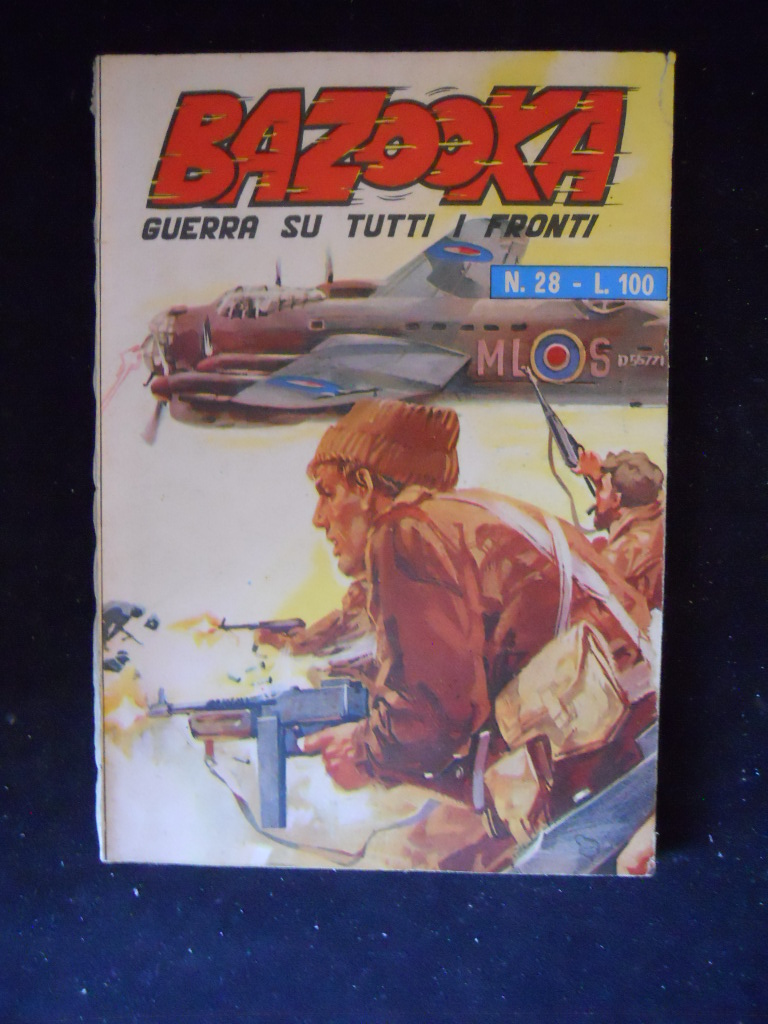 BAZOOKA
GUERRA SU TUTTI I FRONTI
N. 28 - L. 100
ML S